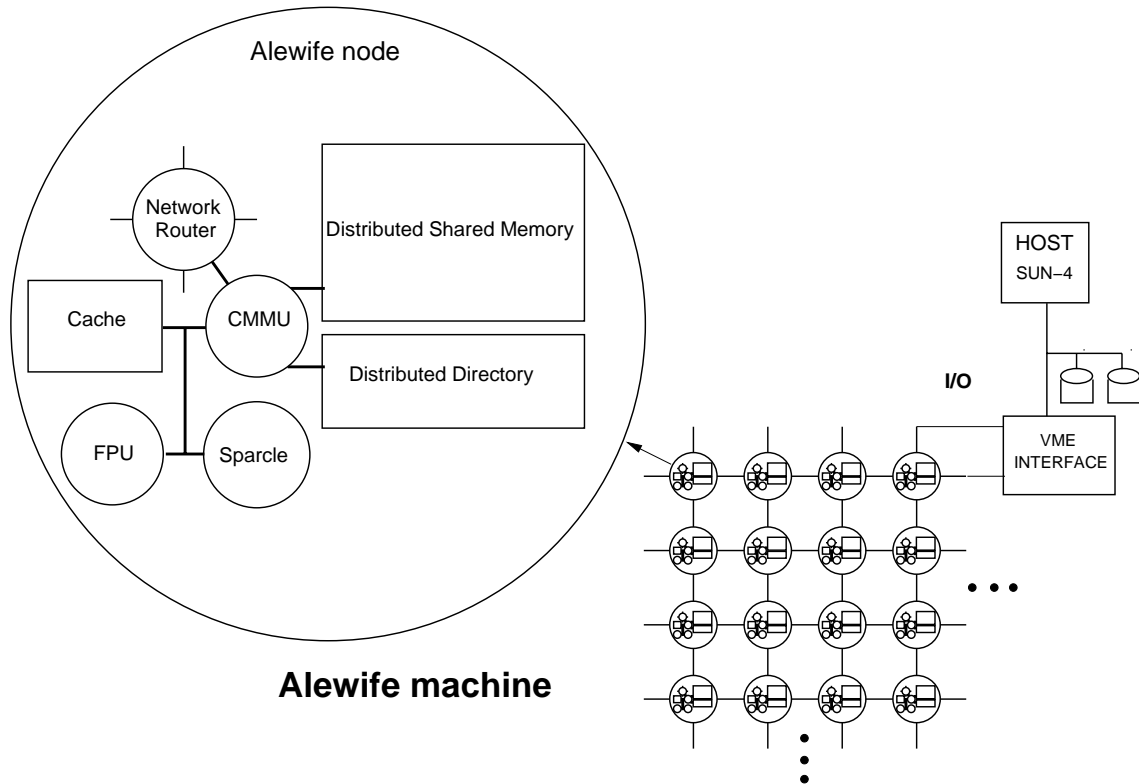 Alewife node
Network
Router
Distributed Shared Memory
Cache
CMMU
Distributed Directory
FPU
Sparcle
HOST
SUN−4
I/O
VME
INTERFACE
Alewife machine